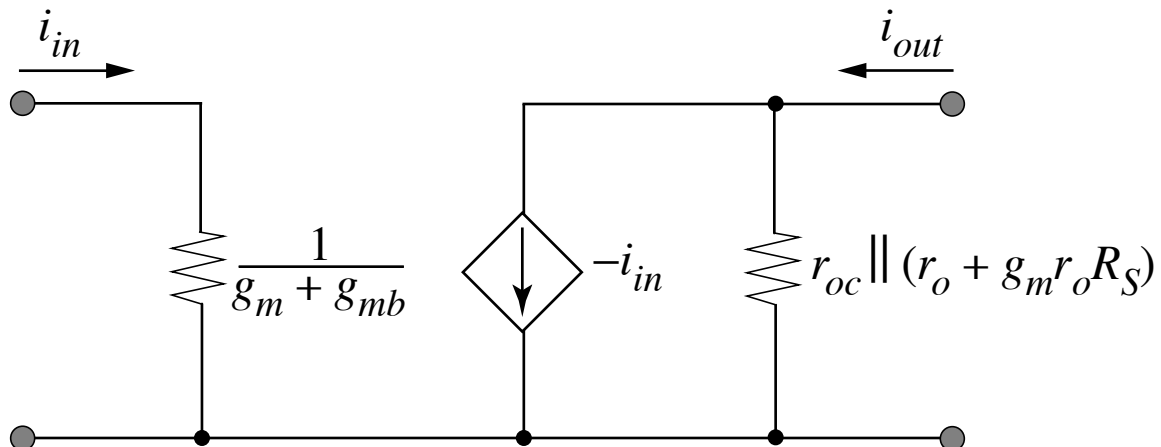 i_in
i_out
1
g_m + g_mb
−i_in
r_oc || (r_o + g_m r_o R_S)